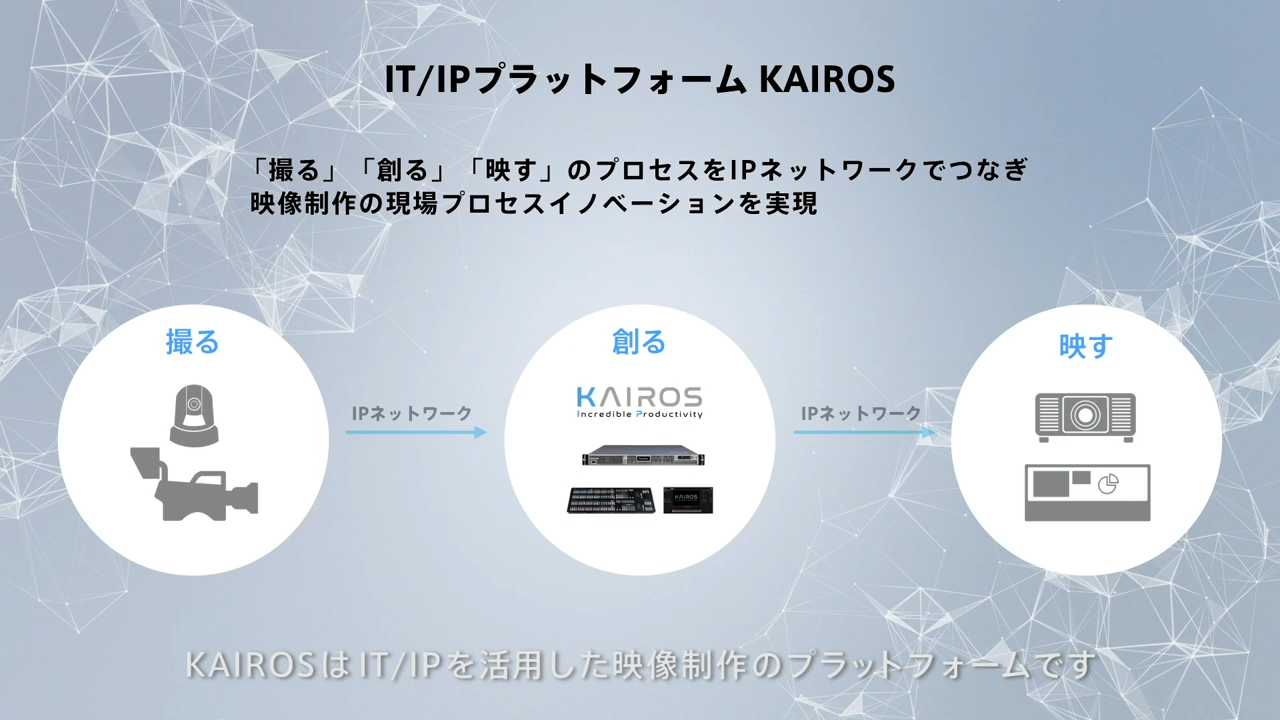 IT/IPプラットフォーム KAIROS
「撮る」「創る」「映す」のプロセスをIPネットワークでつなぎ
映像制作の現場プロセスイノベーションを実現
撮る
創る
映す
KAIROS
Incredible Productivity
IPネットワーク
IPネットワーク
KAIROS
KAIROSはIT/IPを活用した映像制作のプラットフォームです